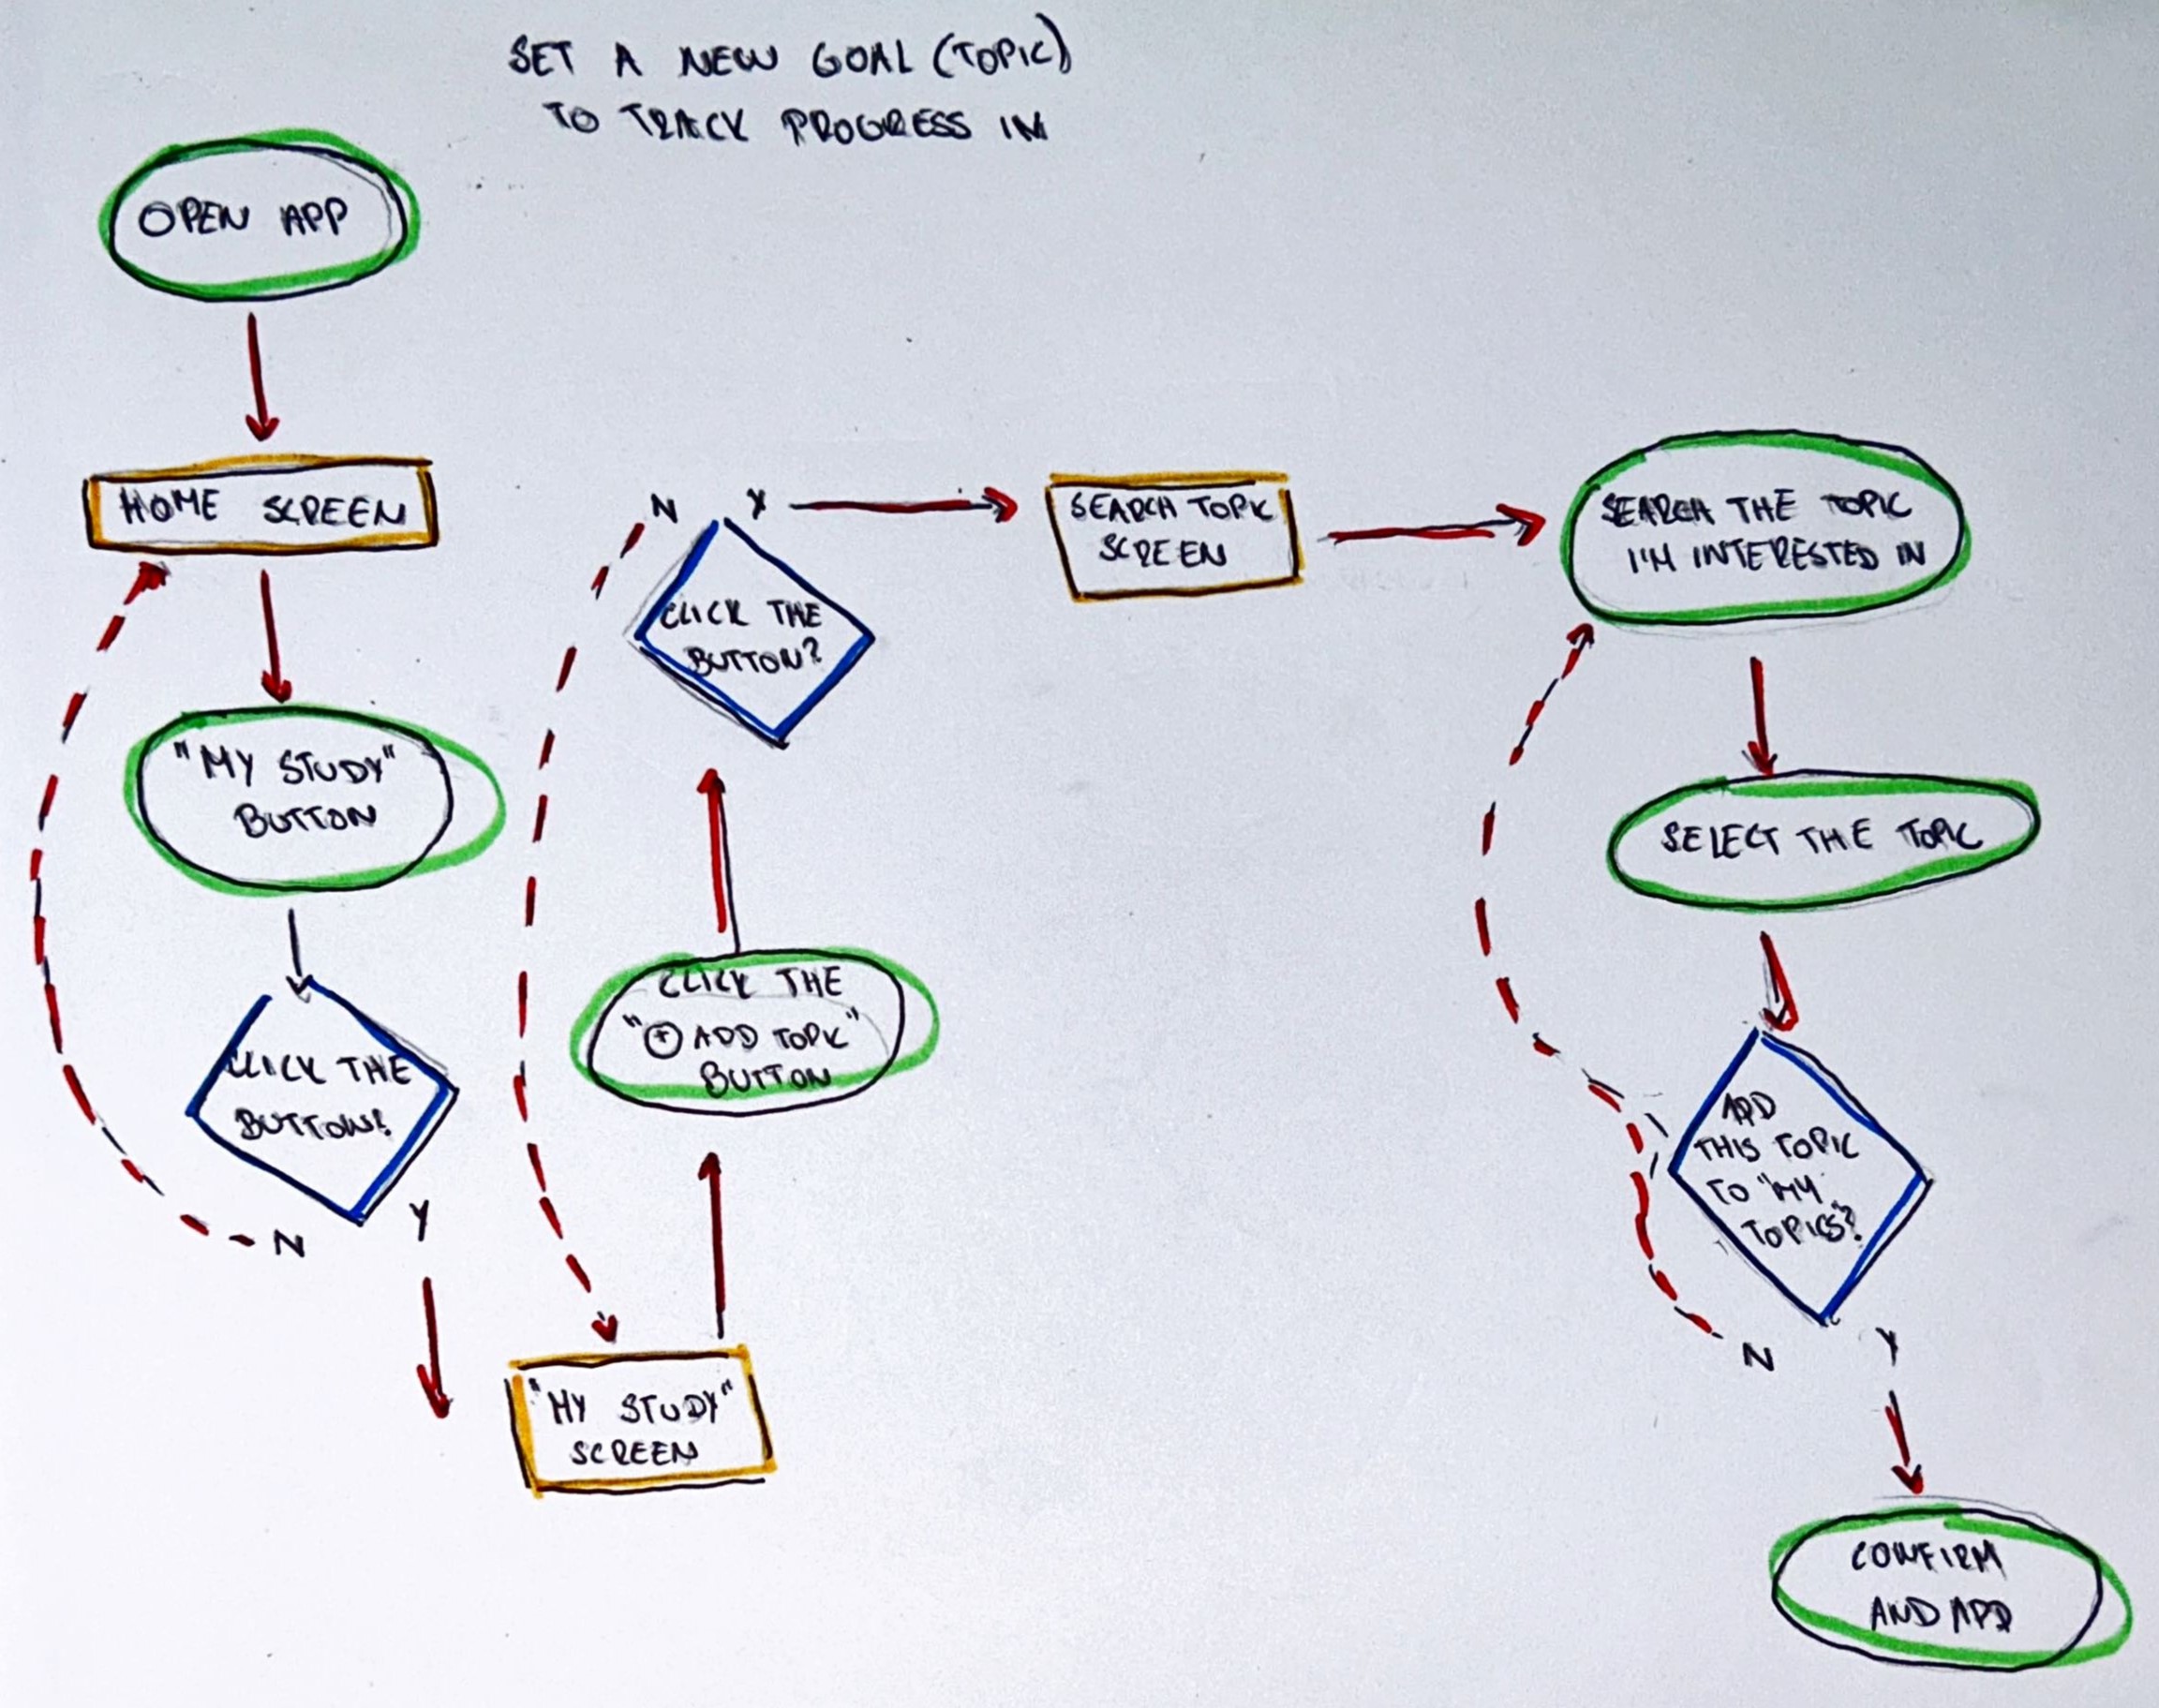 SET A NEW GOAL (TOPIC)
TO TRACK PROGRESS IN
OPEN APP
HOME SCREEN
"MY STUDY"
BUTTON
CLICK THE
BUTTON?
N
Y
"MY STUDY"
SCREEN
CLICK THE
"+ ADD TOPIC"
BUTTON
CLICK THE
BUTTON?
N
Y
SEARCH TOPIC
SCREEN
SEARCH THE TOPIC
I'M INTERESTED IN
SELECT THE TOPIC
ADD
THIS TOPIC
TO "MY
TOPICS"?
N
Y
CONFIRM
AND ADD